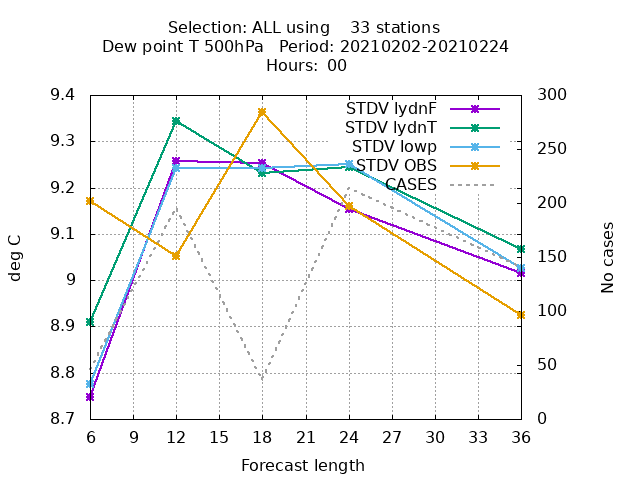 Selection: ALL using 33 stations
Dew point T 500hPa Period: 20210202-20210224
Hours: 00
9.4
9.3
9.2
9.1
9
8.9
8.8
8.7
deg C
STDV lydnF
STDV lydnT
STDV lowp
STDV OBS
CASES
300
250
200
150
100
50
0
No cases
6 9 12 15 18 21 24 27 30 33 36
Forecast length